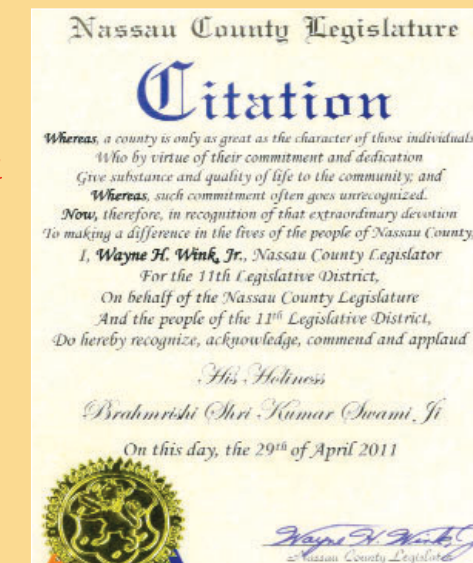 Nassau County Legislature
Citation
Whereas, a county is only as great as the character of those individuals
Who by virtue of their commitment and dedication
Give substance and quality of life to the community; and
Whereas, such commitment often goes unrecognized.
Now, therefore, in recognition of that extraordinary devotion
To making a difference in the lives of the people of Nassau County,
I, Wayne H. Wink, Jr., Nassau County Legislator
For the 11th Legislative District,
On behalf of the Nassau County Legislature
And the people of the 11th Legislative District,
Do hereby recognize, acknowledge, commend and applaud
His Holiness
Brahmrishi Shri Kumar Swami Ji
On this day, the 29th of April 2011
Wayne H. Wink Jr
Nassau County Legislator